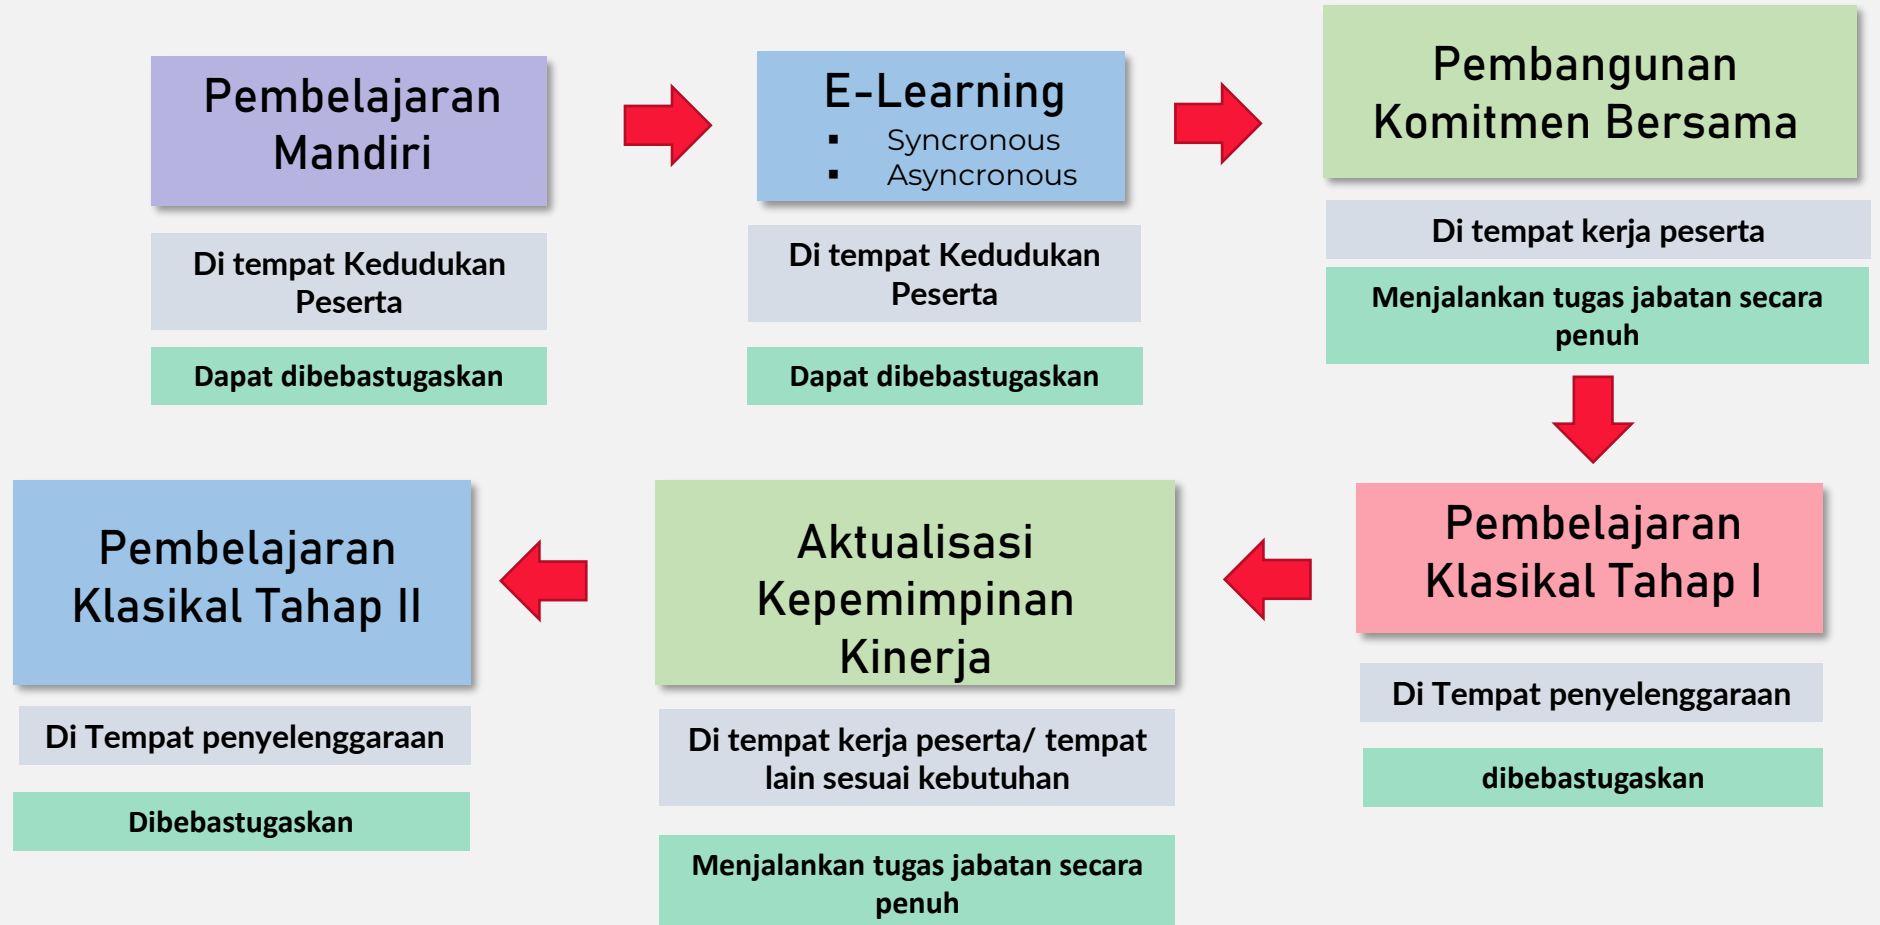 Pembelajaran
Mandiri
Di tempat Kedudukan
Peserta
Dapat dibebastugaskan
E-Learning
▪ Syncronous
▪ Asyncronous
Di tempat Kedudukan
Peserta
Dapat dibebastugaskan
Pembangunan
Komitmen Bersama
Di tempat kerja peserta
Menjalankan tugas jabatan secara
penuh
Pembelajaran
Klasikal Tahap I
Di Tempat penyelenggaraan
dibebastugaskan
Aktualisasi
Kepemimpinan
Kinerja
Di tempat kerja peserta/ tempat
lain sesuai kebutuhan
Menjalankan tugas jabatan secara
penuh
Pembelajaran
Klasikal Tahap II
Di Tempat penyelenggaraan
Dibebastugaskan